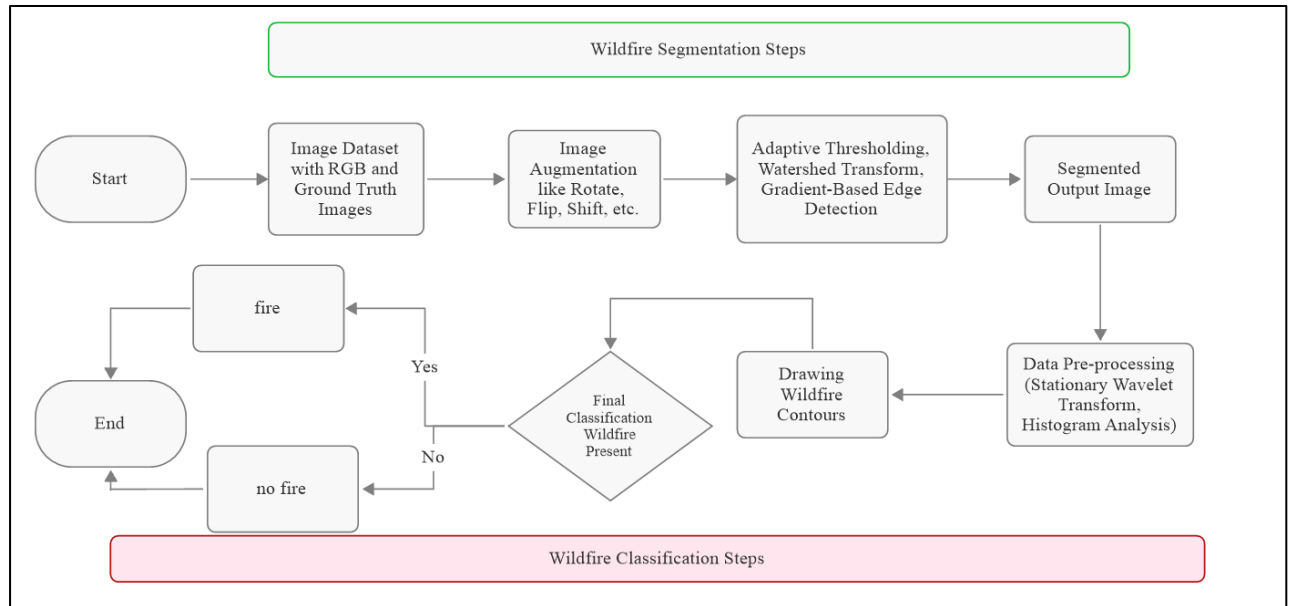 Wildfire Segmentation Steps
Start
Image Dataset
with RGB and
Ground Truth
Images
Image
Augmentation
like Rotate,
Flip, Shift, etc.
Adaptive Thresholding,
Watershed Transform,
Gradient-Based Edge
Detection
Segmented
Output Image
Data Pre-processing
(Stationary Wavelet
Transform,
Histogram Analysis)
Drawing
Wildfire
Contours
Final
Classification
Wildfire
Present
Yes
fire
No
no fire
End
Wildfire Classification Steps